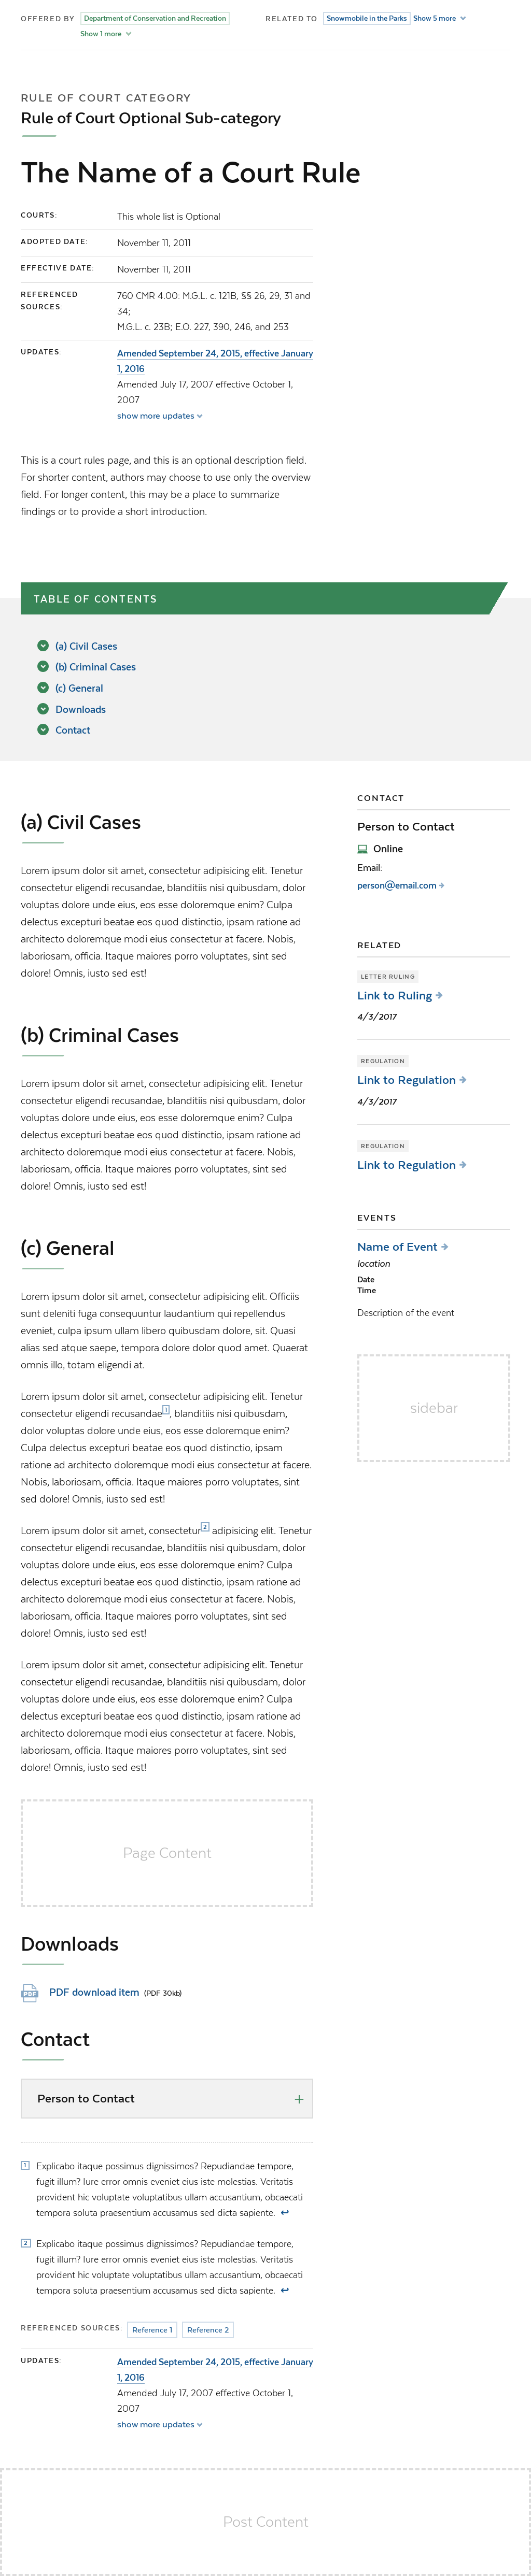 OFFERED BY Department of Conservation and Recreation
Show 1 more
RELATED TO Snowmobile in the Parks Show 5 more
RULE OF COURT CATEGORY
Rule of Court Optional Sub-category
The Name of a Court Rule
COURTS: This whole list is Optional
ADOPTED DATE: November 11, 2011
EFFECTIVE DATE: November 11, 2011
REFERENCED SOURCES:
760 CMR 4.00: M.G.L. c. 121B, §§ 26, 29, 31 and
34;
M.G.L. c. 23B; E.O. 227, 390, 246, and 253
UPDATES:
Amended September 24, 2015, effective January
1, 2016
Amended July 17, 2007 effective October 1,
2007
show more updates
This is a court rules page, and this is an optional description field.
For shorter content, authors may choose to use only the overview
field. For longer content, this may be a place to summarize
findings or to provide a short introduction.
TABLE OF CONTENTS
(a) Civil Cases
(b) Criminal Cases
(c) General
Downloads
Contact
(a) Civil Cases
Lorem ipsum dolor sit amet, consectetur adipisicing elit. Tenetur
consectetur eligendi recusandae, blanditiis nisi quibusdam, dolor
voluptas dolore unde eius, eos esse doloremque enim? Culpa
delectus excepturi beatae eos quod distinctio, ipsam ratione ad
architecto doloremque modi eius consectetur at facere. Nobis,
laboriosam, officia. Itaque maiores porro voluptates, sint sed
dolore! Omnis, iusto sed est!
(b) Criminal Cases
Lorem ipsum dolor sit amet, consectetur adipisicing elit. Tenetur
consectetur eligendi recusandae, blanditiis nisi quibusdam, dolor
voluptas dolore unde eius, eos esse doloremque enim? Culpa
delectus excepturi beatae eos quod distinctio, ipsam ratione ad
architecto doloremque modi eius consectetur at facere. Nobis,
laboriosam, officia. Itaque maiores porro voluptates, sint sed
dolore! Omnis, iusto sed est!
(c) General
Lorem ipsum dolor sit amet, consectetur adipisicing elit. Officiis
sunt deleniti fuga consequuntur laudantium qui repellendus
eveniet, culpa ipsum ullam libero quibusdam dolore, sit. Quasi
alias sed atque saepe, tempora dolore dolor quod amet. Quaerat
omnis illo, totam eligendi at.
Lorem ipsum dolor sit amet, consectetur adipisicing elit. Tenetur
consectetur eligendi recusandae1, blanditiis nisi quibusdam,
dolor voluptas dolore unde eius, eos esse doloremque enim?
Culpa delectus excepturi beatae eos quod distinctio, ipsam
ratione ad architecto doloremque modi eius consectetur at facere.
Nobis, laboriosam, officia. Itaque maiores porro voluptates, sint
sed dolore! Omnis, iusto sed est!
Lorem ipsum dolor sit amet, consectetur2 adipisicing elit. Tenetur
consectetur eligendi recusandae, blanditiis nisi quibusdam, dolor
voluptas dolore unde eius, eos esse doloremque enim? Culpa
delectus excepturi beatae eos quod distinctio, ipsam ratione ad
architecto doloremque modi eius consectetur at facere. Nobis,
laboriosam, officia. Itaque maiores porro voluptates, sint sed
dolore! Omnis, iusto sed est!
Lorem ipsum dolor sit amet, consectetur adipisicing elit. Tenetur
consectetur eligendi recusandae, blanditiis nisi quibusdam, dolor
voluptas dolore unde eius, eos esse doloremque enim? Culpa
delectus excepturi beatae eos quod distinctio, ipsam ratione ad
architecto doloremque modi eius consectetur at facere. Nobis,
laboriosam, officia. Itaque maiores porro voluptates, sint sed
dolore! Omnis, iusto sed est!
Page Content
Downloads
PDF PDF download item (PDF 30kb)
Contact
Person to Contact
1 Explicabo itaque possimus dignissimos? Repudiandae tempore,
fugit illum? Iure error omnis eveniet eius iste molestias. Veritatis
provident hic voluptate voluptatibus ullam accusantium, obcaecati
tempora soluta praesentium accusamus sed dicta sapiente. ↩
2 Explicabo itaque possimus dignissimos? Repudiandae tempore,
fugit illum? Iure error omnis eveniet eius iste molestias. Veritatis
provident hic voluptate voluptatibus ullam accusantium, obcaecati
tempora soluta praesentium accusamus sed dicta sapiente. ↩
REFERENCED SOURCES: Reference 1 Reference 2
UPDATES:
Amended September 24, 2015, effective January
1, 2016
Amended July 17, 2007 effective October 1,
2007
show more updates
CONTACT
Person to Contact
Online
Email:
person@email.com
RELATED
LETTER RULING
Link to Ruling
4/3/2017
REGULATION
Link to Regulation
4/3/2017
REGULATION
Link to Regulation
EVENTS
Name of Event
location
Date
Time
Description of the event
sidebar
Post Content